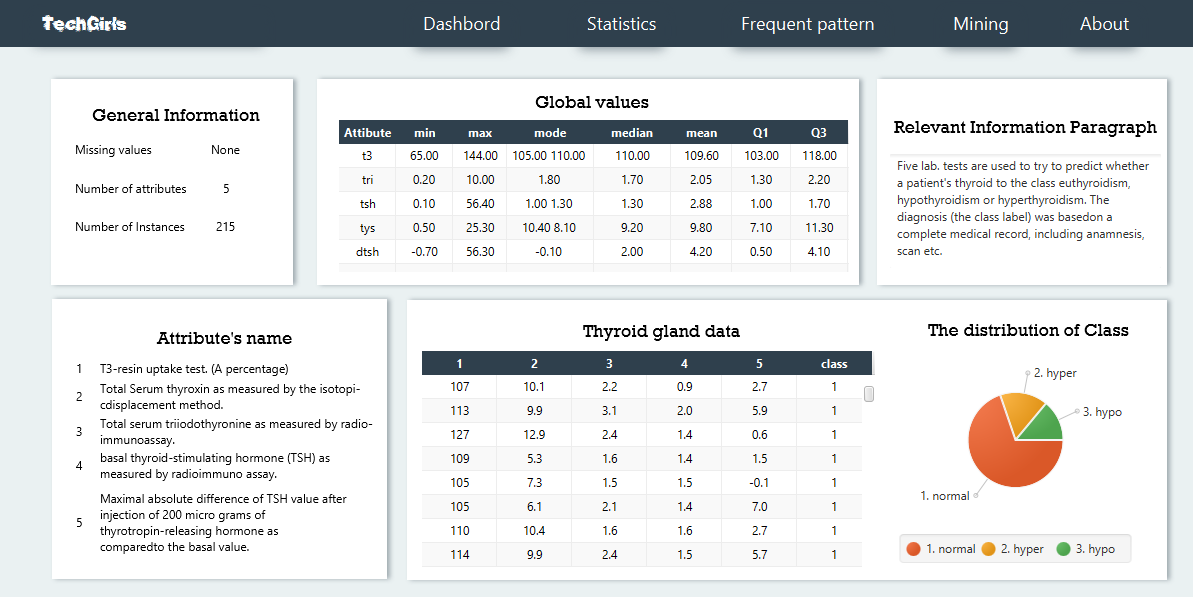 TechGirls Dashbord Statistics Frequent pattern Mining About
General Information
Missing values None
Number of attributes 5
Number of Instances 215
Global values
Attibute min max mode median mean Q1 Q3
t3 65.00 144.00 105.00 110.00 110.00 109.60 103.00 118.00
tri 0.20 10.00 1.80 1.70 2.05 1.30 2.20
tsh 0.10 56.40 1.00 1.30 1.30 2.88 1.00 1.70
tys 0.50 25.30 10.40 8.10 9.20 9.80 7.10 11.30
dtsh -0.70 56.30 -0.10 2.00 4.20 0.50 4.10
Relevant Information Paragraph
Five lab. tests are used to try to predict whether
a patient's thyroid to the class euthyroidism,
hypothyroidism or hyperthyroidism. The
diagnosis (the class label) was basedon a
complete medical record, including anamnesis,
scan etc.
Attribute's name
1 T3-resin uptake test. (A percentage)
2 Total Serum thyroxin as measured by the isotopi-
cdisplacement method.
3 Total serum triiodothyronine as measured by radio-
immunoassay.
4 basal thyroid-stimulating hormone (TSH) as
measured by radioimmuno assay.
5 Maximal absolute difference of TSH value after
injection of 200 micro grams of
thyrotropin-releasing hormone as
comparedto the basal value.
Thyroid gland data
1 2 3 4 5 class
107 10.1 2.2 0.9 2.7 1
113 9.9 3.1 2.0 5.9 1
127 12.9 2.4 1.4 0.6 1
109 5.3 1.6 1.4 1.5 1
105 7.3 1.5 1.5 -0.1 1
105 6.1 2.1 1.4 7.0 1
110 10.4 1.6 1.6 2.7 1
114 9.9 2.4 1.5 5.7 1
The distribution of Class
2. hyper
3. hypo
1. normal
1. normal 2. hyper 3. hypo